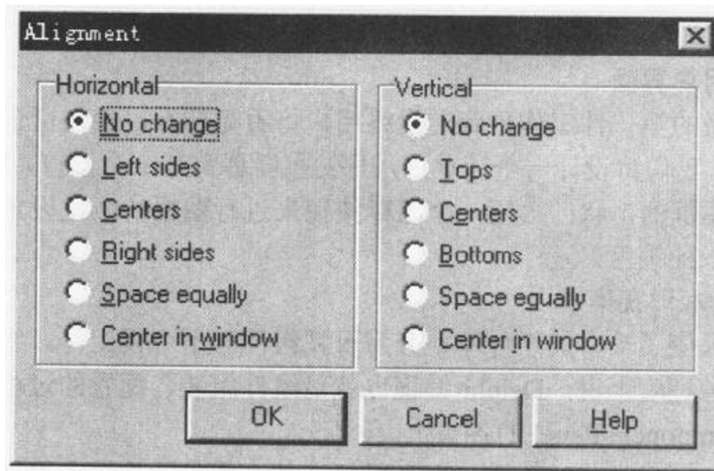 Alignment
Horizontal
No change
Left sides
Centers
Right sides
Space equally
Center in window
Vertical
No change
Tops
Centers
Bottoms
Space egually
Center in window
OK
Cancel
Help